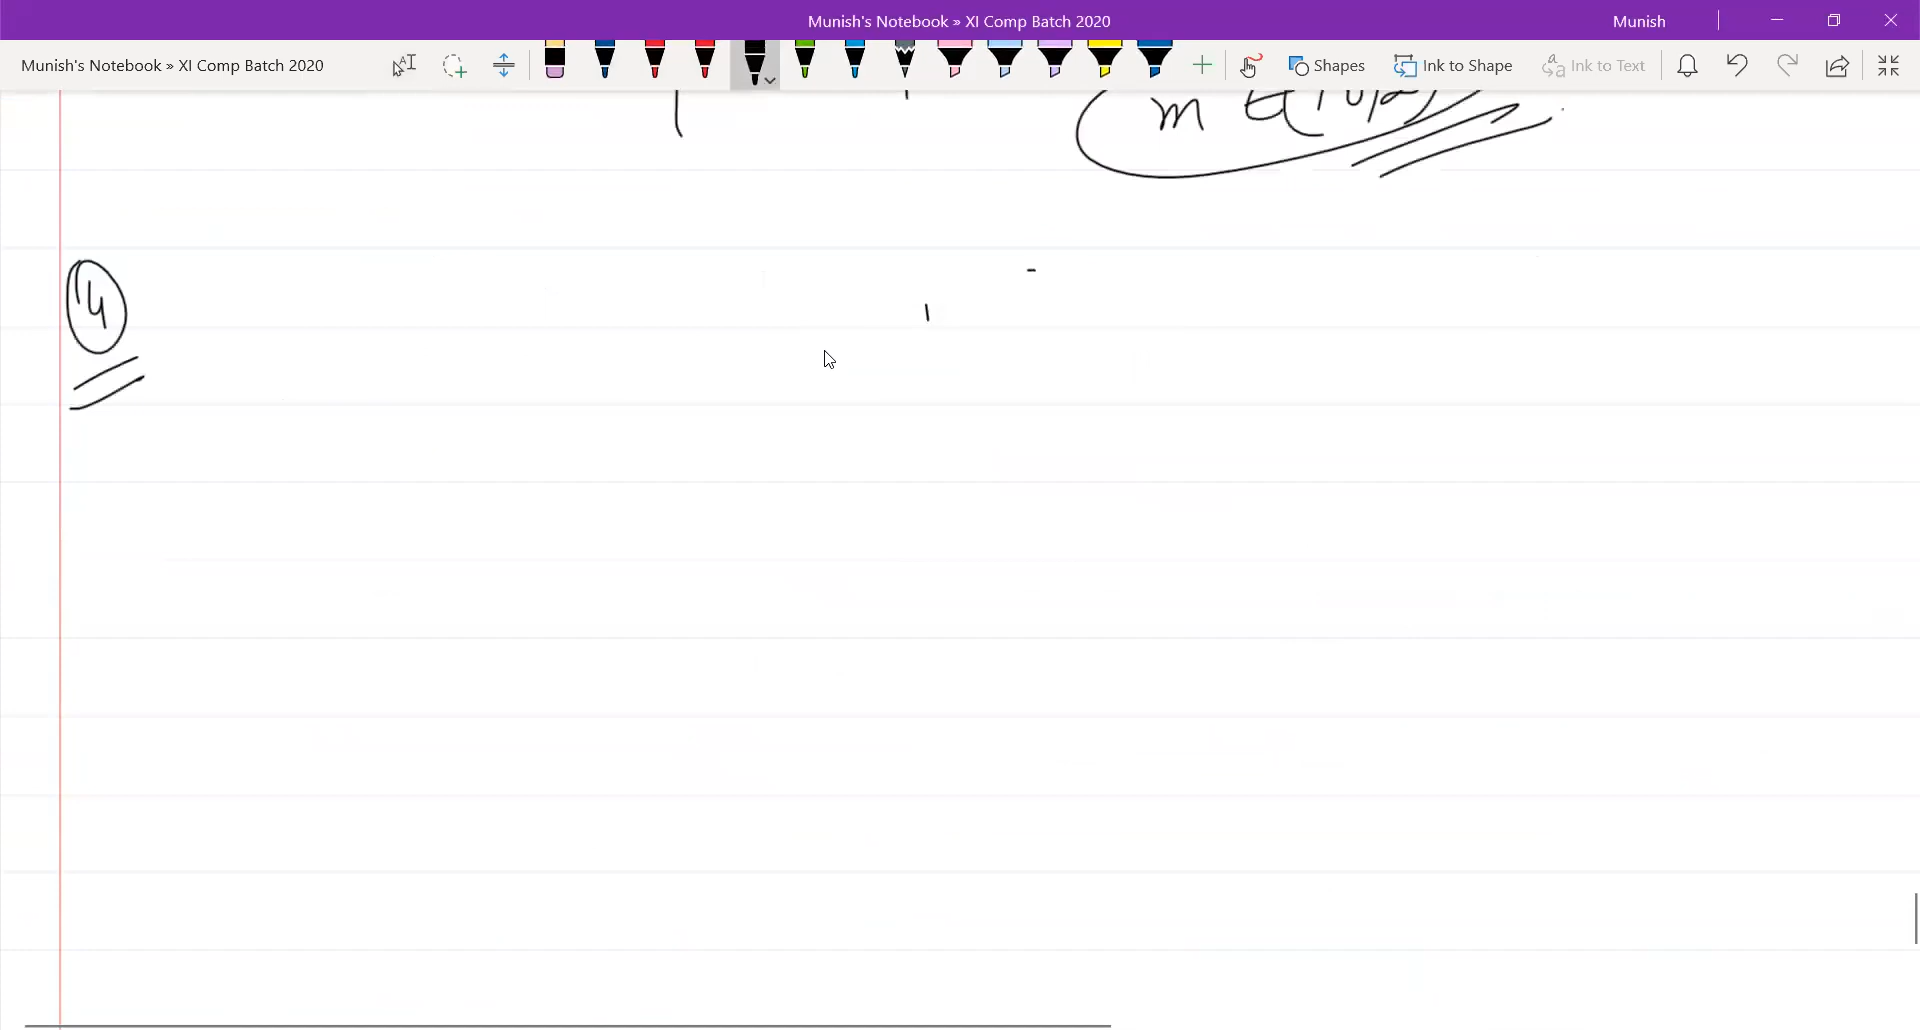 Munish's Notebook » XI Comp Batch 2020
Munish
Munish's Notebook » XI Comp Batch 2020
Shapes
Ink to Shape
Ink to Text
m ∈
4